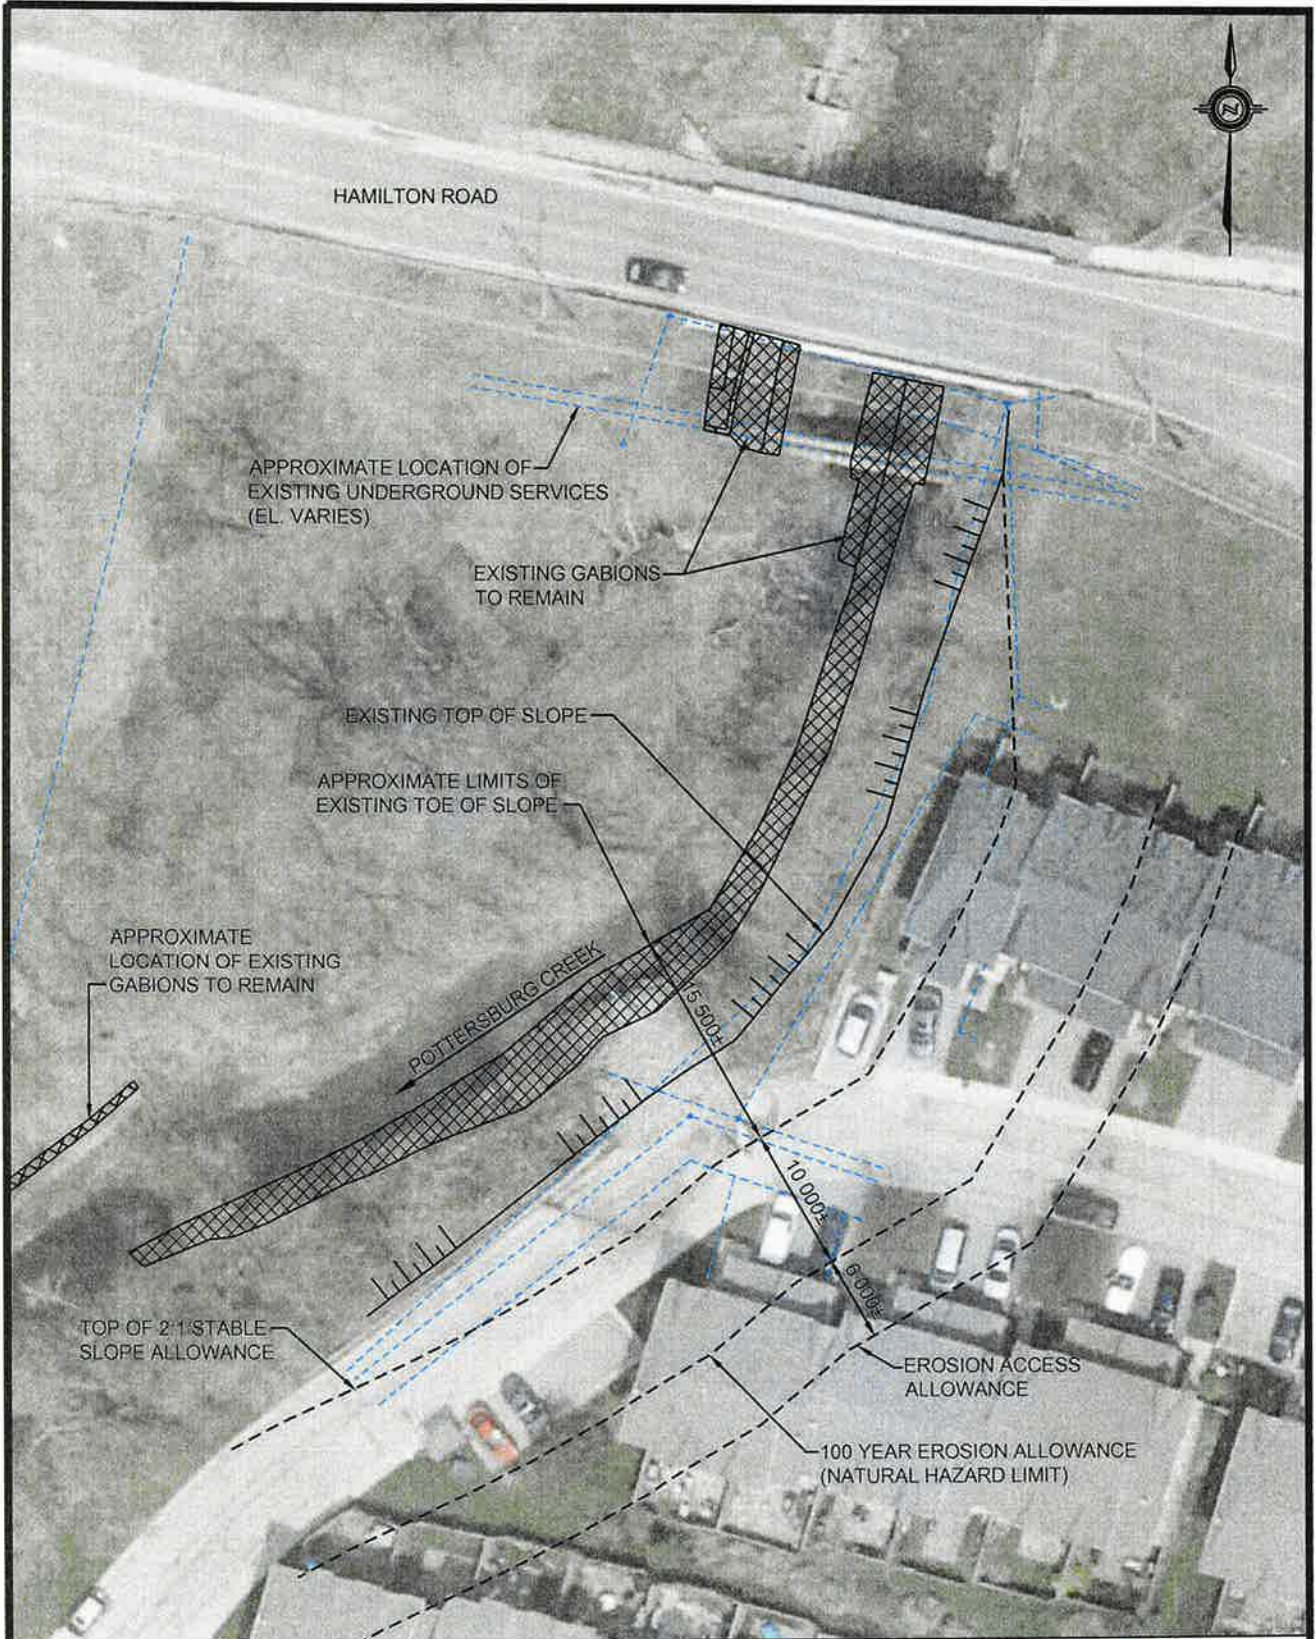 HAMILTON ROAD
APPROXIMATE LOCATION OF
EXISTING UNDERGROUND SERVICES
(EL. VARIES)
EXISTING GABIONS
TO REMAIN
EXISTING TOP OF SLOPE
APPROXIMATE LIMITS OF
EXISTING TOE OF SLOPE
APPROXIMATE
LOCATION OF EXISTING
GABIONS TO REMAIN
POTTERSBURG CREEK
15 500±
10 000±
6 000±
TOP OF 2:1 STABLE
SLOPE ALLOWANCE
EROSION ACCESS
ALLOWANCE
100 YEAR EROSION ALLOWANCE
(NATURAL HAZARD LIMIT)
N